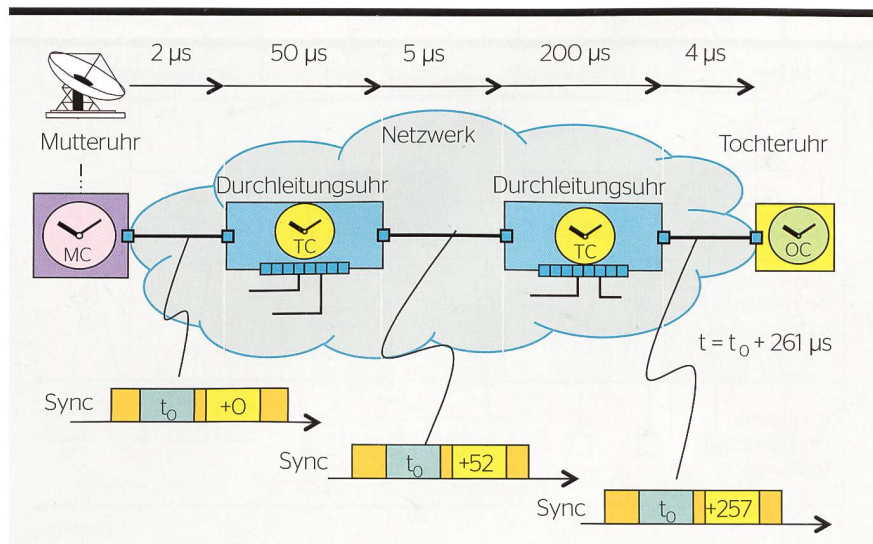 2 µs 50 µs 5 µs 200 µs 4 µs
Mutteruhr
Netzwerk
Tochteruhr
Durchleitungsuhr
Durchleitungsuhr
MC
TC
TC
OC
t = t0 + 261 µs
Sync t0 +0
Sync t0 +52
Sync t0 +257